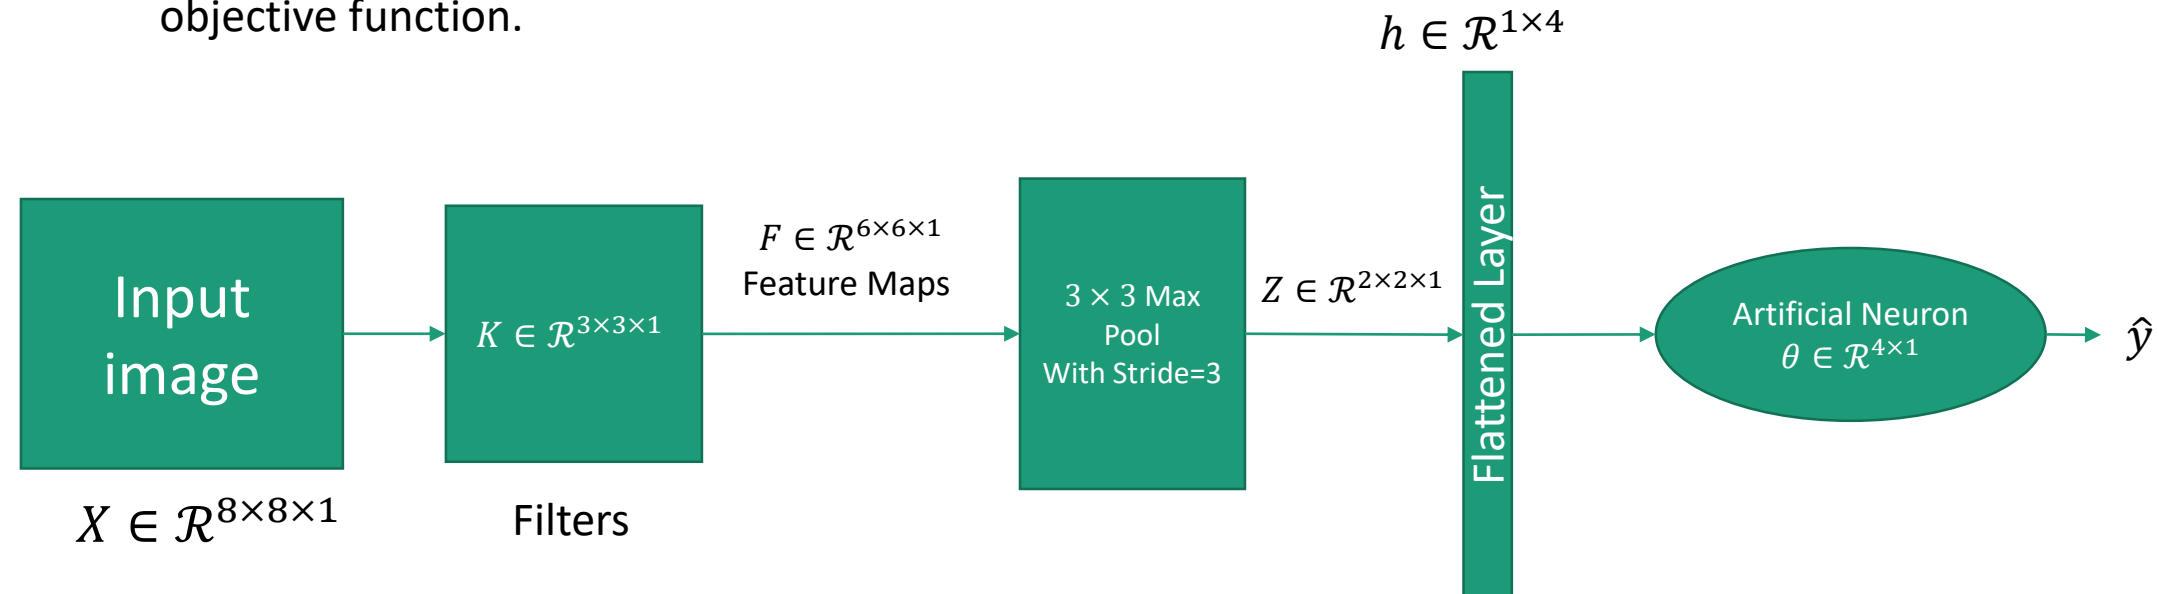 objective function.
h ∈ ℛ^{1×4}
Input
image
X ∈ ℛ^{8×8×1}
K ∈ ℛ^{3×3×1}
Filters
F ∈ ℛ^{6×6×1}
Feature Maps
3 × 3 Max
Pool
With Stride=3
Z ∈ ℛ^{2×2×1}
Flattened Layer
Artificial Neuron
θ ∈ ℛ^{4×1}
ŷ